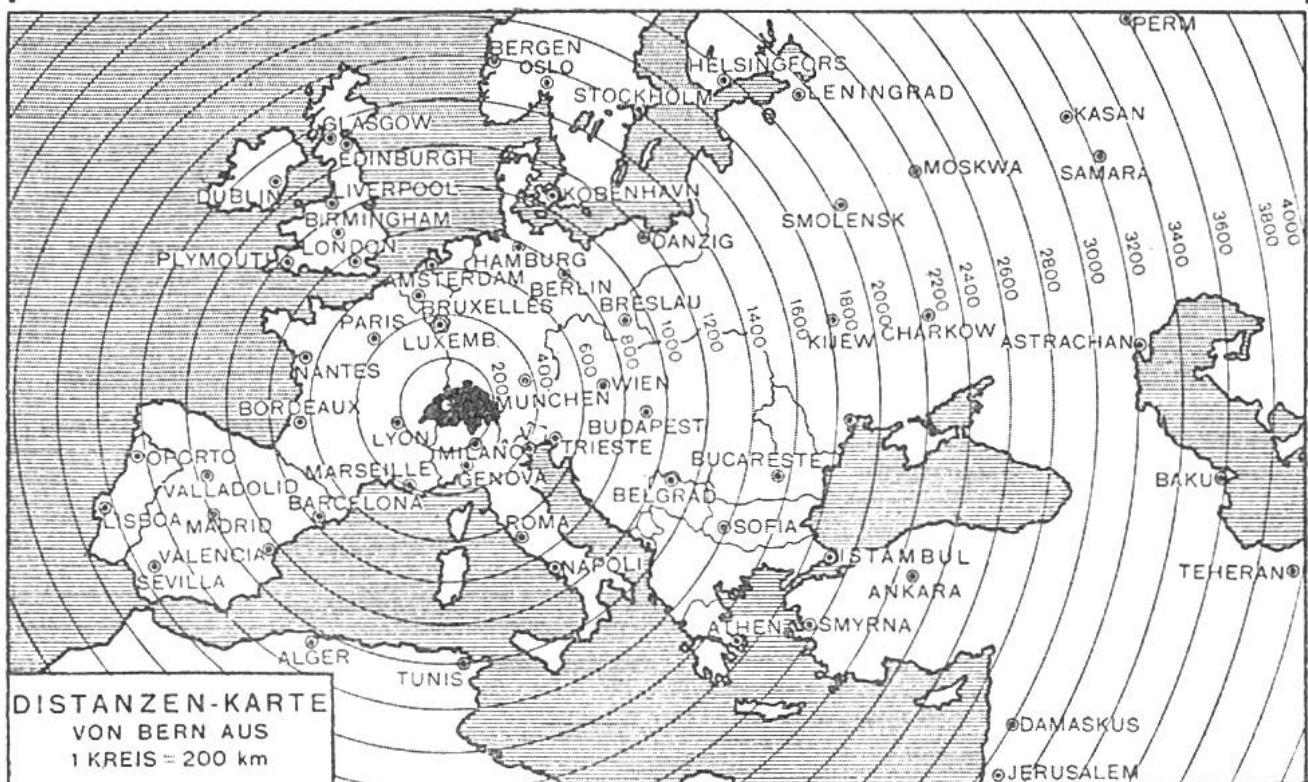 PERM
BERGEN
OSLO
HELSINGFORS
STOCKHOLM
LENINGRAD
KASAN
GLASGOW
EDINBURGH
MOSKWA
SAMARA
DUBLIN
LIVERPOOL
KOBENHAVN
BIRMINGHAM
SMOLENSK
LONDON
DANZIG
PLYMOUTH
HAMBURG
AMSTERDAM
BERLIN
BRUXELLES
BRESLAU
PARIS
LUXEMB.
KIJEW
CHARKOW
ASTRACHAN
NANTES
WIEN
MÜNCHEN
BORDEAUX
BUDAPEST
LYON
MILANO
TRIESTE
OPORTO
MARSEILLE
GENOVA
BUCAREST
VALLADOLID
BELGRAD
BAKU
BARCELONA
LISBOA
MADRID
ROMA
SOFIA
VALENCIA
ISTAMBUL
SEVILLA
NAPOLI
ANKARA
TEHERAN
ATHEN
SMYRNA
ALGER
TUNIS
DAMASKUS
JERUSALEM
200
400
600
800
1000
1400
1600
1800
2000
2200
2400
2600
2800
3000
3200
3400
3600
3800
4000
DISTANZEN-KARTE
VON BERN AUS
1 KREIS = 200 km